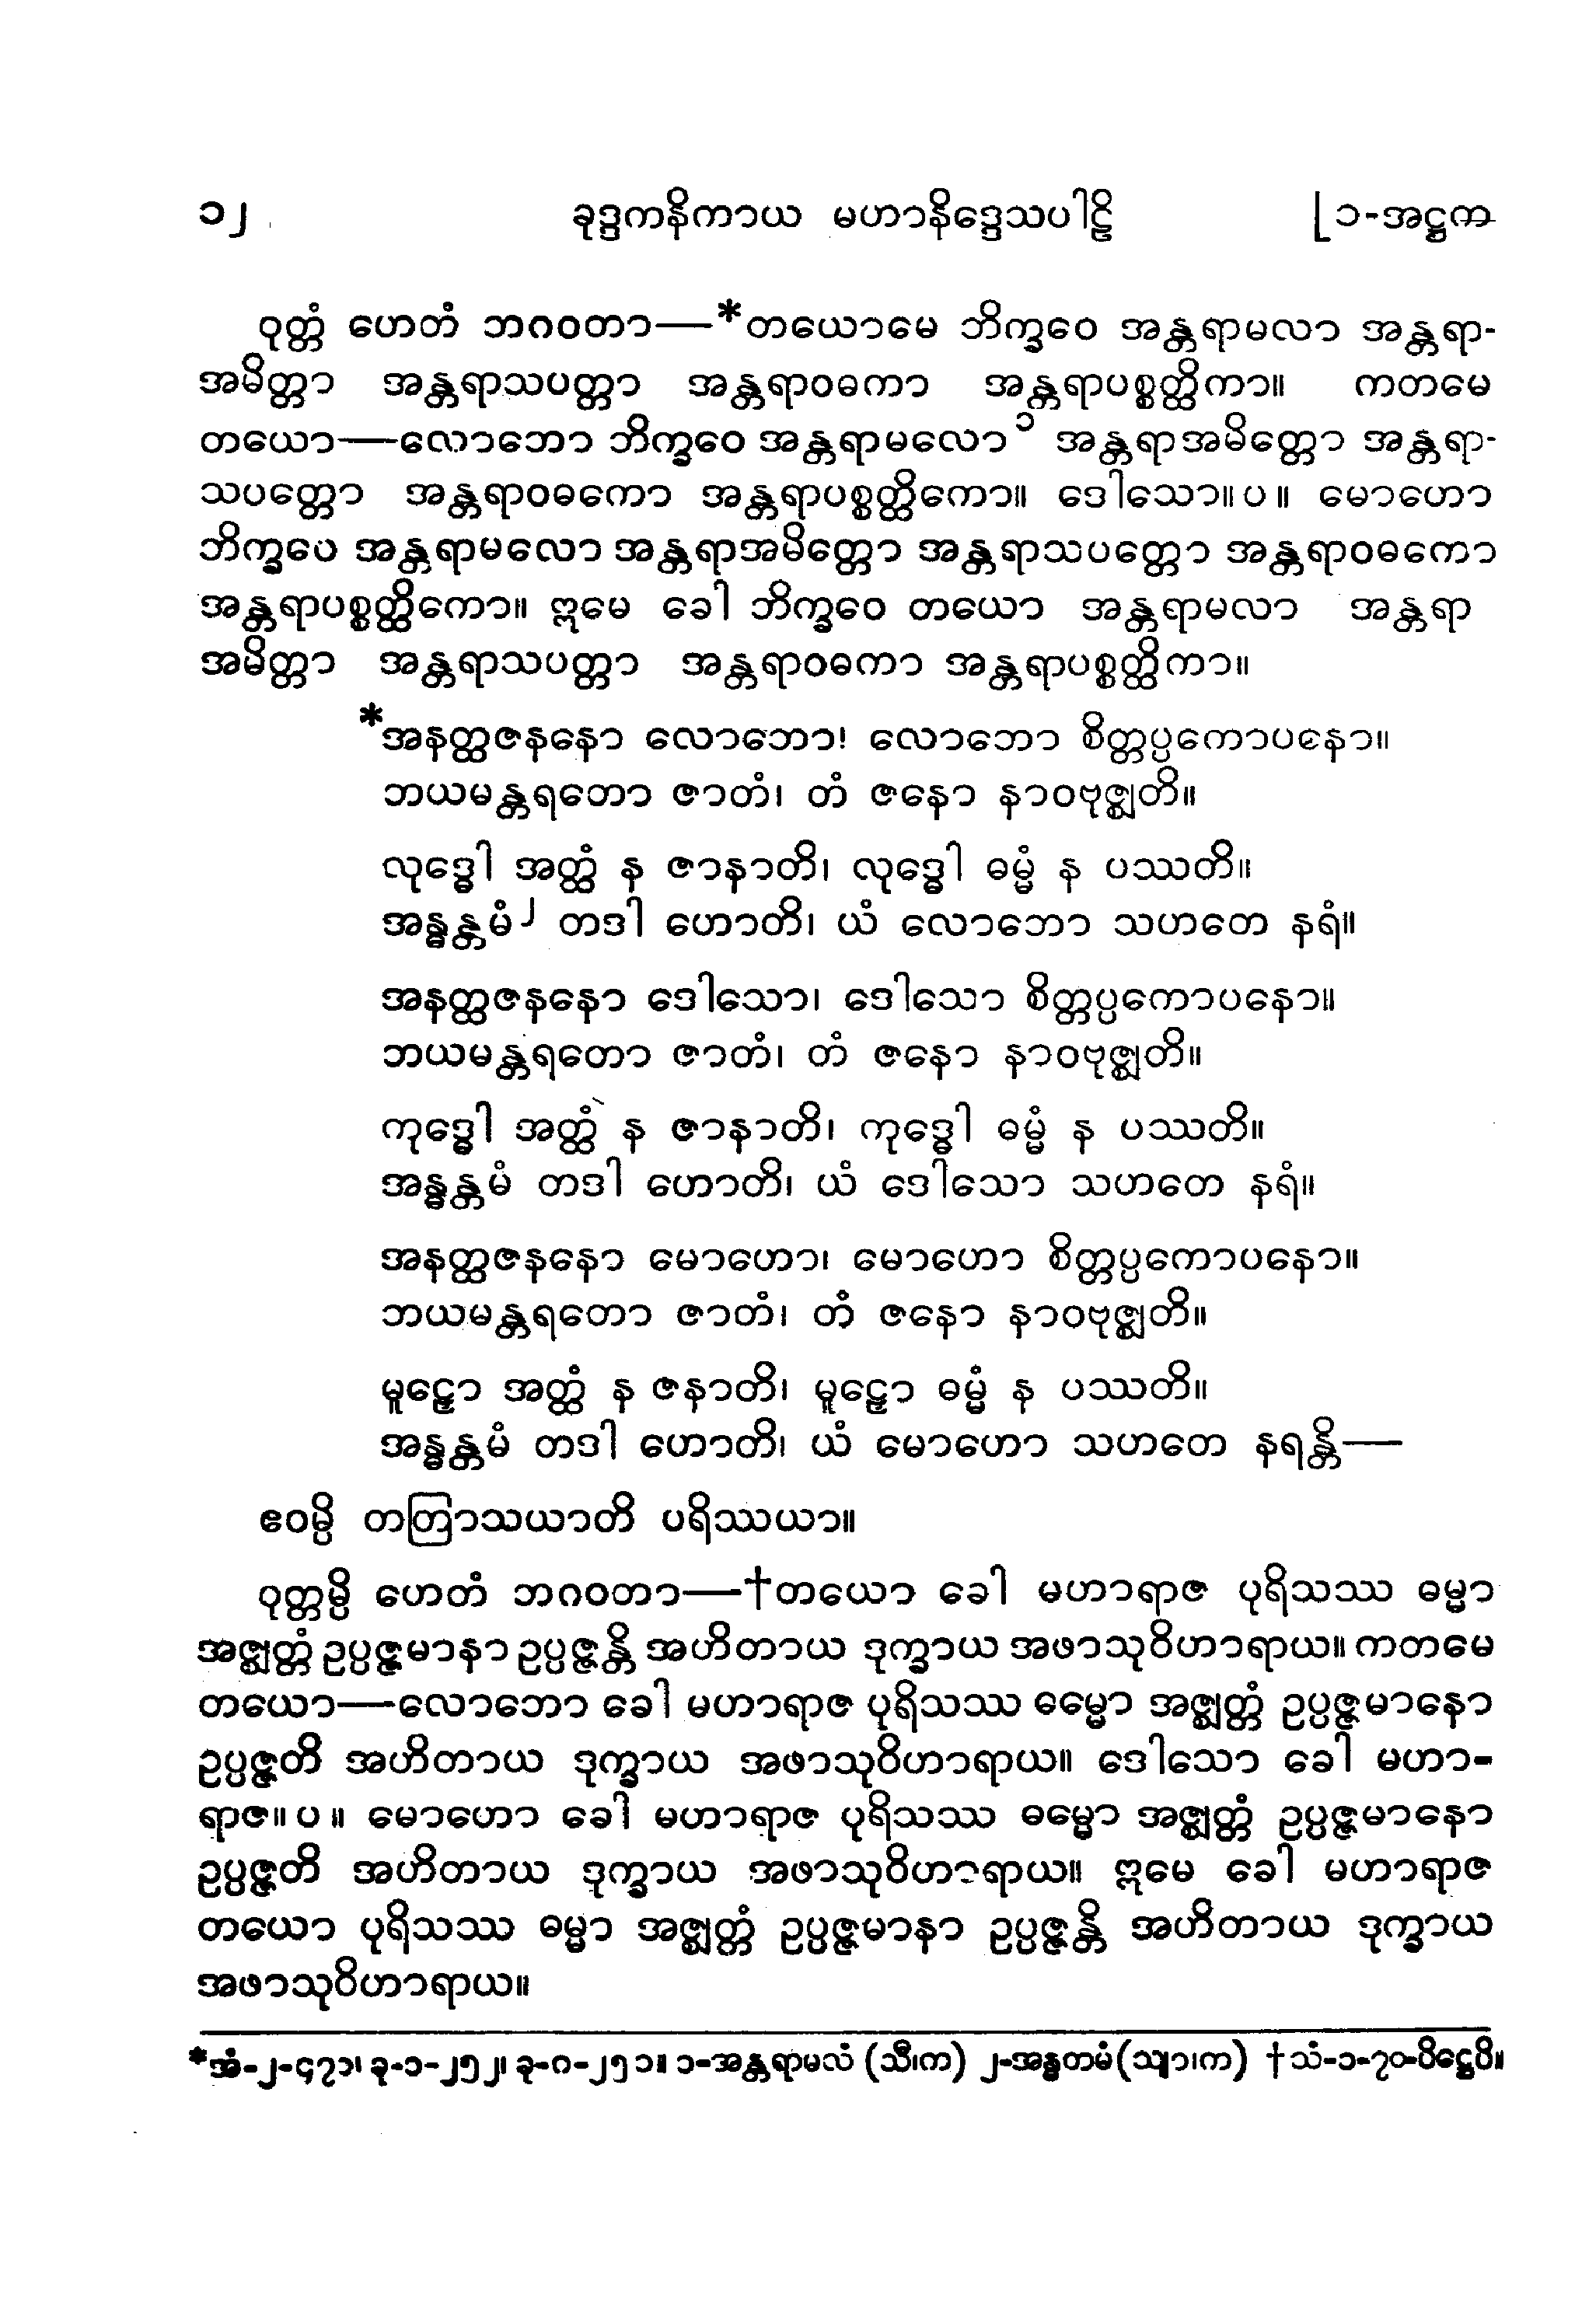 ၁၂ ခုဒ္ဒကနိကာယ မဟာနိဒ္ဒေသပါဠိ [၁-အဋ္ဌက
ဝုတ္တံ ဟေတံ ဘဂဝတာ—*တယောမေ ဘိက္ခဝေ အန္တရာမလာ အန္တရာ-
အမိတ္တာ အန္တရာသပတ္တာ အန္တရာဝဓကာ အန္တရာပစ္စတ္ထိကာ။ ကတမေ
တယော—လောဘော ဘိက္ခဝေ အန္တရာမလော၁ အန္တရာအမိတ္တော အန္တရာ-
သပတ္တော အန္တရာဝဓကော အန္တရာပစ္စတ္ထိကော။ ဒေါသော။ပ။ မောဟော
ဘိက္ခဝေ အန္တရာမလော အန္တရာအမိတ္တော အန္တရာသပတ္တော အန္တရာဝဓကော
အန္တရာပစ္စတ္ထိကော။ ဣမေ ခေါ ဘိက္ခဝေ တယော အန္တရာမလာ အန္တရာ
အမိတ္တာ အန္တရာသပတ္တာ အန္တရာဝဓကာ အန္တရာပစ္စတ္ထိကာ။
*အနတ္ထဇနနော လောဘော၊ လောဘော စိတ္တပ္ပကောပနော။
ဘယမန္တရတော ဇာတံ၊ တံ ဇနော နာဝဗုဇ္ဈတိ။
လုဒ္ဓေါ အတ္ထံ န ဇာနာတိ၊ လုဒ္ဓေါ ဓမ္မံ န ပဿတိ။
အန္ဓန္တမံ၂ တဒါ ဟောတိ၊ ယံ လောဘော သဟတေ နရံ။
အနတ္ထဇနနော ဒေါသော၊ ဒေါသော စိတ္တပ္ပကောပနော။
ဘယမန္တရတော ဇာတံ၊ တံ ဇနော နာဝဗုဇ္ဈတိ။
ကုဒ္ဓေါ အတ္ထံ န ဇာနာတိ၊ ကုဒ္ဓေါ ဓမ္မံ န ပဿတိ။
အန္ဓန္တမံ တဒါ ဟောတိ၊ ယံ ဒေါသော သဟတေ နရံ။
အနတ္ထဇနနော မောဟော၊ မောဟော စိတ္တပ္ပကောပနော။
ဘယမန္တရတော ဇာတံ၊ တံ ဇနော နာဝဗုဇ္ဈတိ။
မူဠှော အတ္ထံ န ဇနာတိ၊ မူဠှော ဓမ္မံ န ပဿတိ။
အန္ဓန္တမံ တဒါ ဟောတိ၊ ယံ မောဟော သဟတေ နရန္တိ—
ဧဝမ္ပိ တတြာသယာတိ ပရိဿယာ။
ဝုတ္တမ္ပိ ဟေတံ ဘဂဝတာ—†တယော ခေါ မဟာရာဇ ပုရိသဿ ဓမ္မာ
အဇ္ဈတ္တံ ဥပ္ပဇ္ဇမာနာ ဥပ္ပဇ္ဇန္တိ အဟိတာယ ဒုက္ခာယ အဖာသုဝိဟာရာယ။ ကတမေ
တယော—လောဘော ခေါ မဟာရာဇ ပုရိသဿ ဓမ္မော အဇ္ဈတ္တံ ဥပ္ပဇ္ဇမာနော
ဥပ္ပဇ္ဇတိ အဟိတာယ ဒုက္ခာယ အဖာသုဝိဟာရာယ။ ဒေါသော ခေါ မဟာ-
ရာဇ။ပ။ မောဟော ခေါ မဟာရာဇ ပုရိသဿ ဓမ္မော အဇ္ဈတ္တံ ဥပ္ပဇ္ဇမာနော
ဥပ္ပဇ္ဇတိ အဟိတာယ ဒုက္ခာယ အဖာသုဝိဟာရာယ။ ဣမေ ခေါ မဟာရာဇ
တယော ပုရိသဿ ဓမ္မာ အဇ္ဈတ္တံ ဥပ္ပဇ္ဇမာနာ ဥပ္ပဇ္ဇန္တိ အဟိတာယ ဒုက္ခာယ
အဖာသုဝိဟာရာယ။
*အံ-၂-၄၇၁၊ ခု-၁-၂၅၂၊ ခု-ဂ-၂၅၁။ ၁-အန္တရာမလံ (သီ၊က) ၂-အန္ဓတမံ(သျာ၊က) †သံ-၁-၇၀-ပိဋ္ဌေပိ။